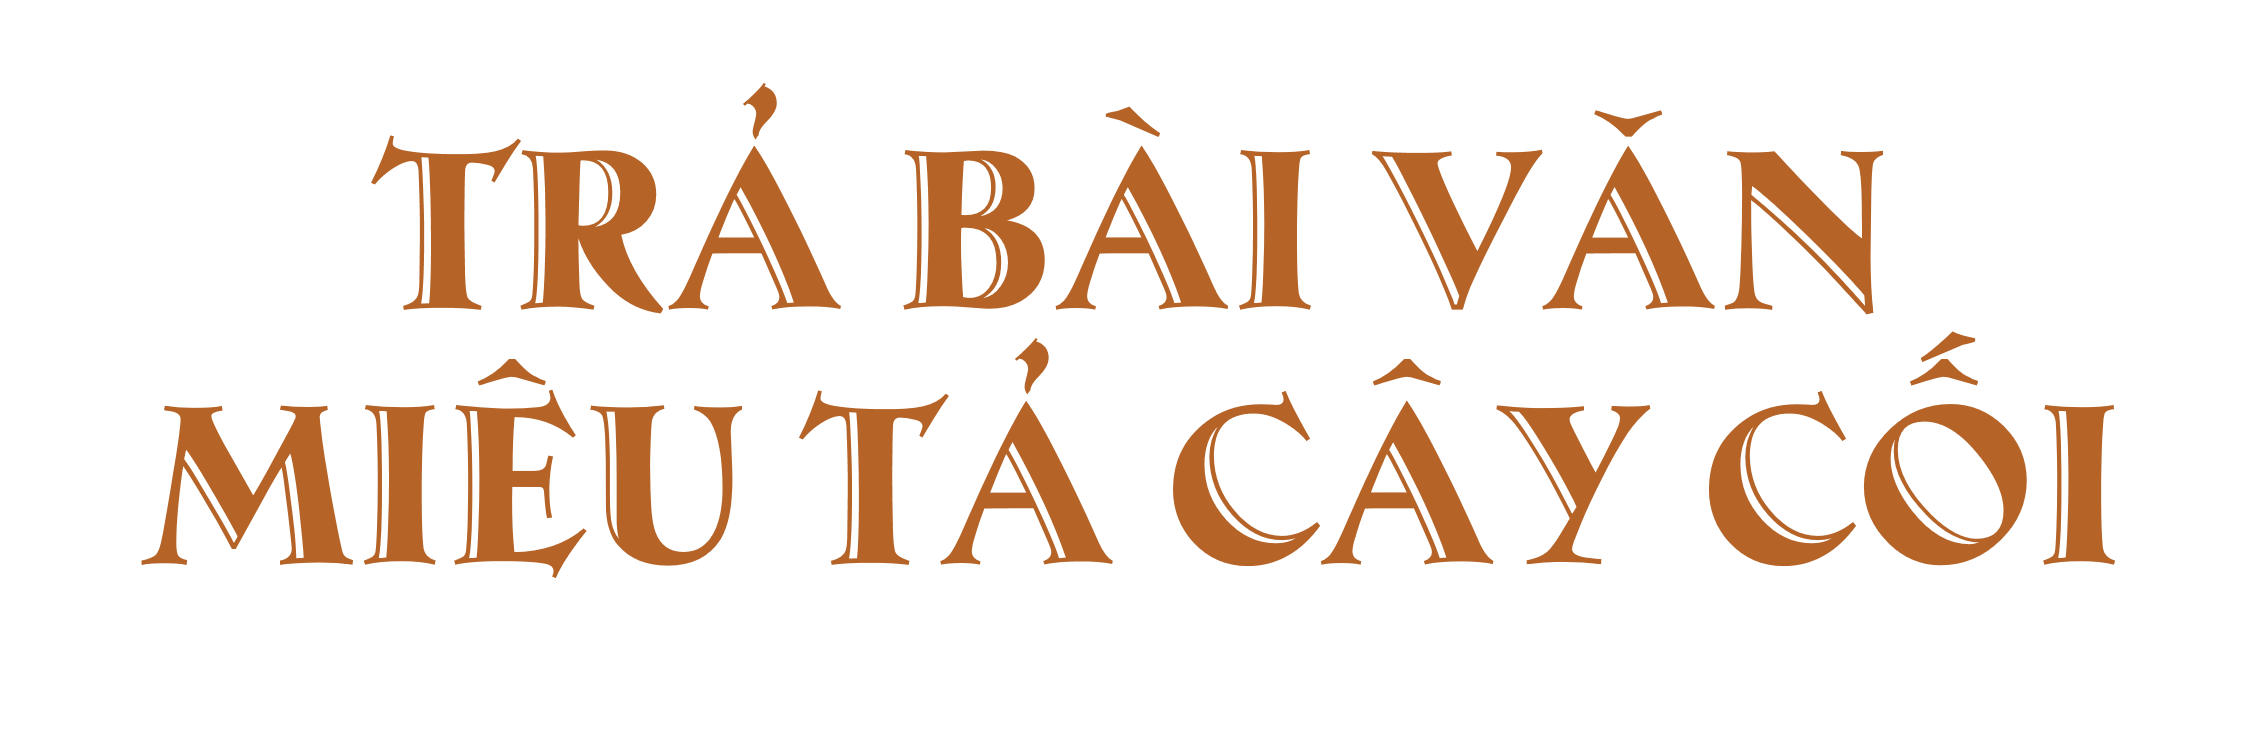 TRẢ BÀI VĂN
MIÊU TẢ CÂY CỐI